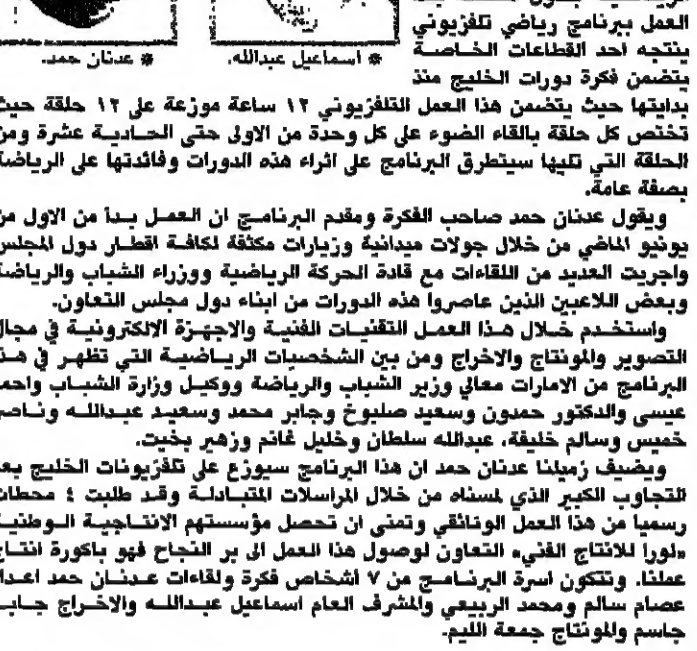 العمل ببرنامج رياضي تلفزيوني
ينتجه احد القطاعات الخاصة
يتضمن فكرة دورات الخليج منذ
* اسماعيل عبدالله.
* عدنان حمد.
بدايتها حيث يتضمن هذا العمل التلفزيوني ١٢ ساعة موزعة على ١٢ حلقة حيث
تختص كل حلقة بالقاء الضوء على كل وحدة من الاولى حتى الحادية عشرة ومن
الحلقة التي تليها سيتطرق البرنامج على اثراء هذه الدورات وفائدتها على الرياضة
بصفة عامة.
ويقول عدنان حمد صاحب الفكرة ومقدم البرنامج ان العمل بدأ من الاول من
يونيو الماضي من خلال جولات ميدانية وزيارات مكثفة لكافة اقطار دول المجلس
واجريت العديد من اللقاءات مع قادة الحركة الرياضية ووزراء الشباب والرياضة
وبعض اللاعبين الذين عاصروا هذه الدورات من ابناء دول مجلس التعاون.
واستخدم خلال هذا العمل التقنيات الفنية والاجهزة الالكترونية في مجال
التصوير والمونتاج والاخراج ومن بين الشخصيات الرياضية التي تظهر في هذ
البرنامج من الامارات معالي وزير الشباب والرياضة ووكيل وزارة الشباب واحم
عيسى والدكتور حمدون وسعيد صلبوخ وجابر محمد وسعيد عبدالله وناصر
خميس وسالم خليفة، عبدالله سلطان وخليل غانم وزهير بخيت.
ويضيف زميلنا عدنان حمد ان هذا البرنامج سيوزع على تلفزيونات الخليج بعد
التجاوب الكبير الذي لمسناه من خلال المراسلات المتبادلة وقد طلبت ٤ محطات
رسميا من هذا العمل الوثائقي وتمنى ان تحصل مؤسستهم الانتاجية الوطنية
«لورا للانتاج الفني» التعاون لوصول هذا العمل الى بر النجاح فهو باكورة انتاج
عملنا. وتتكون اسرة البرنامج من ٧ أشخاص فكرة ولقاءات عدنان حمد اعداد
عصام سالم ومحمد الربيعي والمشرف العام اسماعيل عبدالله والاخراج جاب
جاسم والمونتاج جمعة الليم.